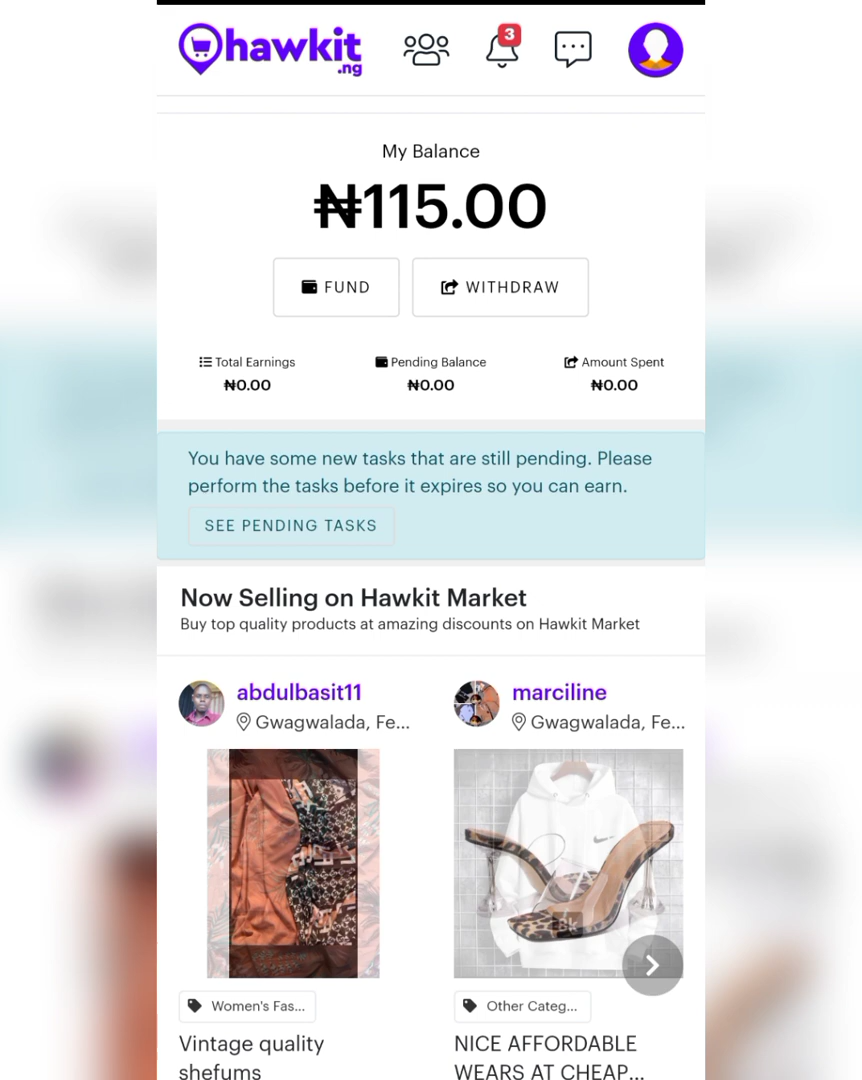 hawkit
.ng
3
My Balance
₦115.00
FUND
WITHDRAW
Total Earnings
Pending Balance
Amount Spent
₦0.00
₦0.00
₦0.00
You have some new tasks that are still pending. Please
perform the tasks before it expires so you can earn.
SEE PENDING TASKS
Now Selling on Hawkit Market
Buy top quality products at amazing discounts on Hawkit Market
abdulbasit11
Gwagwalada, Fe...
marciline
Gwagwalada, Fe...
8k
Women's Fas...
Other Categ...
Vintage quality
shefums
NICE AFFORDABLE
WEARS AT CHEAP...